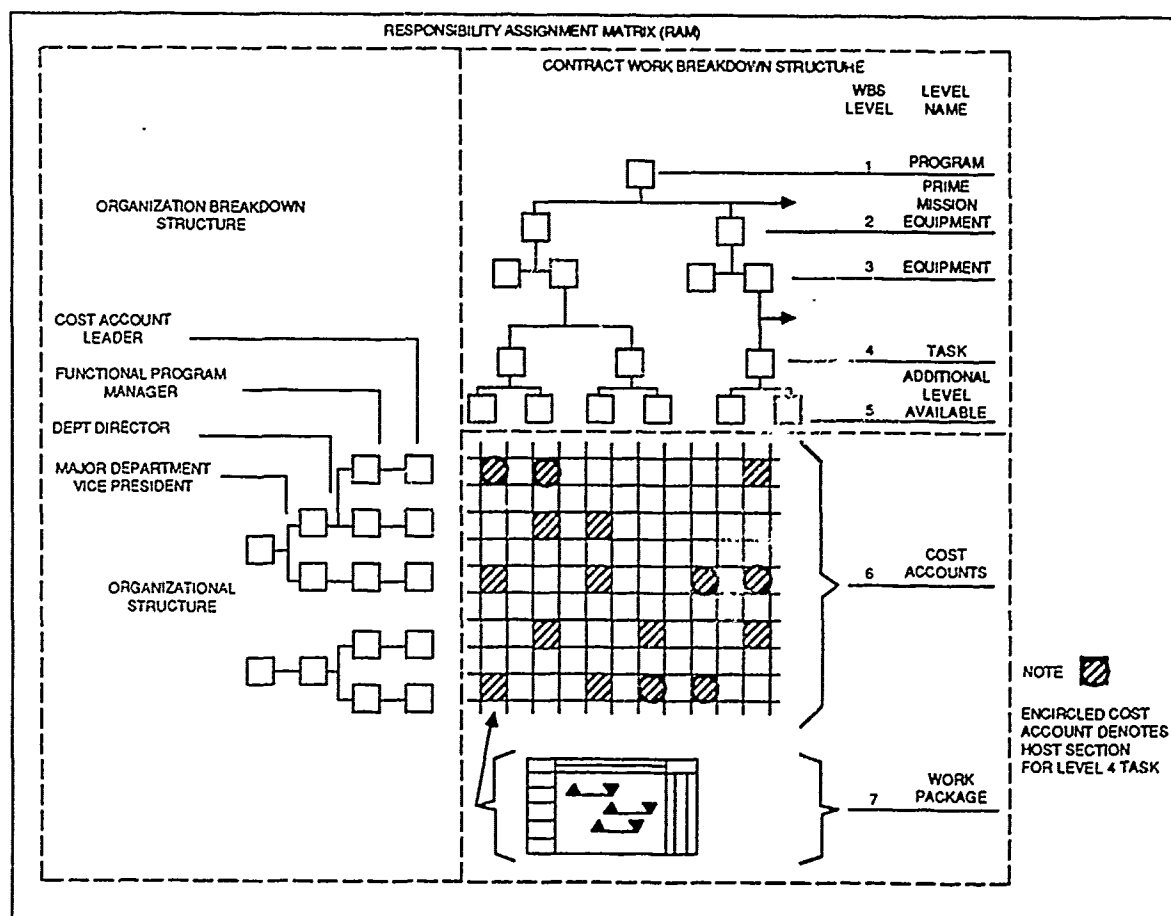 RESPONSIBILITY ASSIGNMENT MATRIX (RAM)
CONTRACT WORK BREAKDOWN STRUCTURE
WBS LEVEL
LEVEL NAME
1 PROGRAM
PRIME
MISSION
2 EQUIPMENT
3 EQUIPMENT
4 TASK
ADDITIONAL
LEVEL
5 AVAILABLE
ORGANIZATION BREAKDOWN
STRUCTURE
COST ACCOUNT
LEADER
FUNCTIONAL PROGRAM
MANAGER
DEPT DIRECTOR
MAJOR DEPARTMENT
VICE PRESIDENT
ORGANIZATIONAL
STRUCTURE
COST
6 ACCOUNTS
WORK
7 PACKAGE
NOTE
ENCIRCLED COST
ACCOUNT DENOTES
HOST SECTION
FOR LEVEL 4 TASK